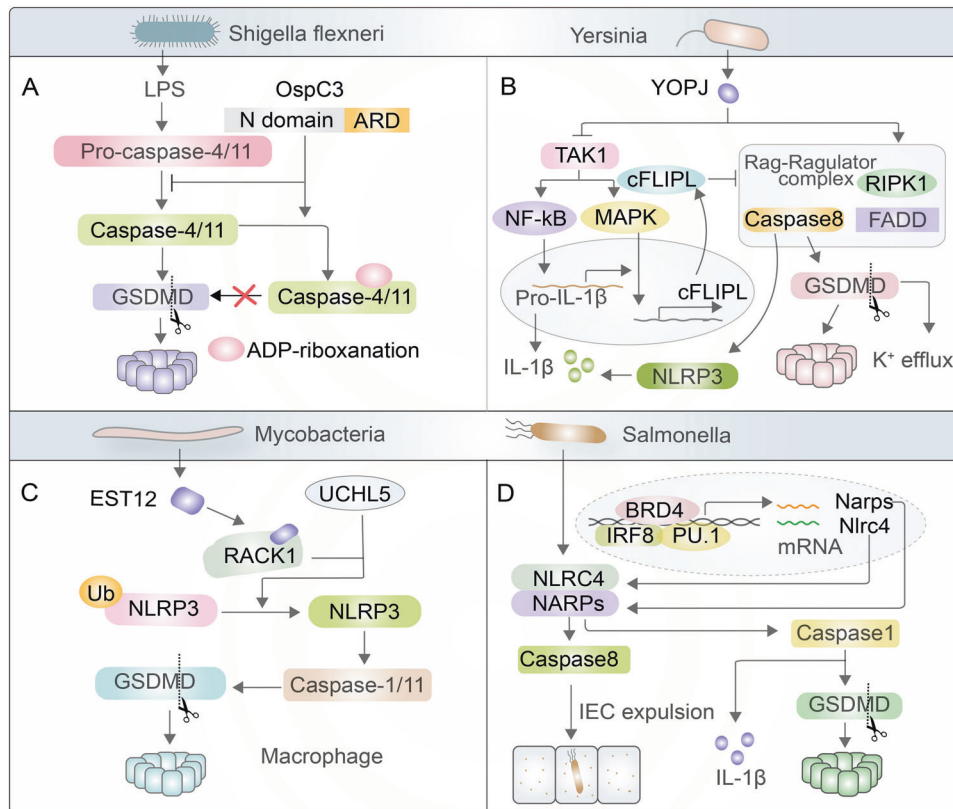 Shigella flexneri
Yersinia
A
LPS
OspC3
N domain
ARD
Pro-caspase-4/11
Caspase-4/11
GSDMD
Caspase-4/11
ADP-riboxanation
B
YOPJ
TAK1
cFLIPL
Rag-Ragulator
complex
RIPK1
NF-kB
MAPK
Caspase8
FADD
Pro-IL-1β
cFLIPL
GSDMD
IL-1β
NLRP3
K⁺ efflux
Mycobacteria
Salmonella
C
EST12
UCHL5
RACK1
Ub
NLRP3
NLRP3
GSDMD
Caspase-1/11
Macrophage
D
BRD4
IRF8
PU.1
Narps
Nlrc4
mRNA
NLRC4
NARPs
Caspase8
Caspase1
IEC expulsion
GSDMD
IL-1β